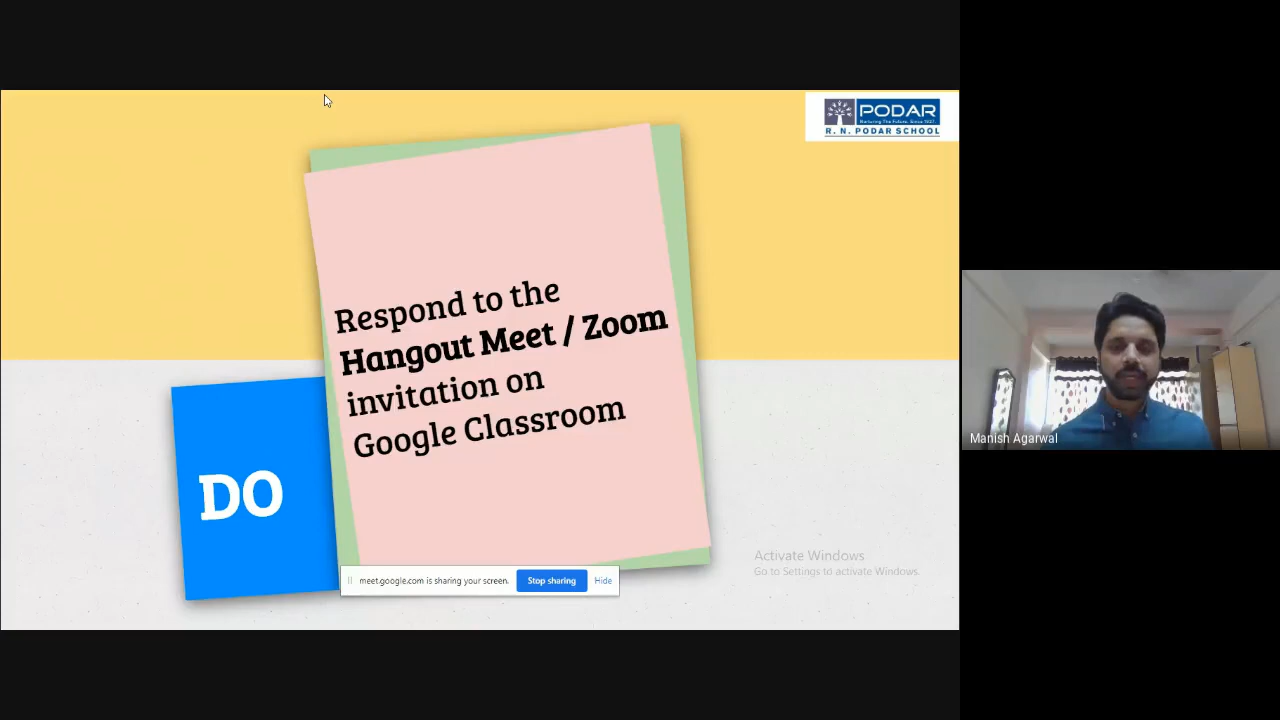 PODAR
Nurturing The Future. Since 1927.
R. N. PODAR SCHOOL
Respond to the
Hangout Meet / Zoom
invitation on
Google Classroom
DO
Manish Agarwal
Activate Windows
Go to Settings to activate Windows.
meet.google.com is sharing your screen.
Stop sharing
Hide